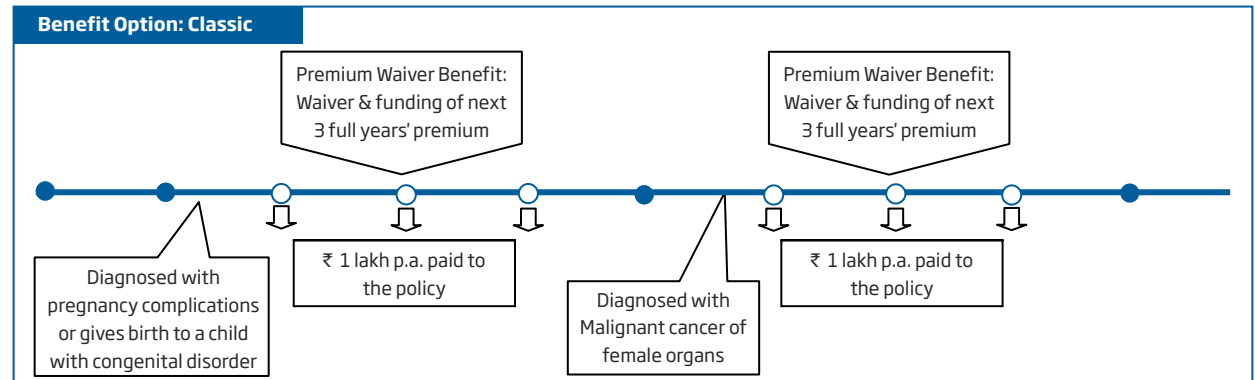 Benefit Option: Classic
Premium Waiver Benefit:
Waiver & funding of next
3 full years' premium
Premium Waiver Benefit:
Waiver & funding of next
3 full years' premium
Diagnosed with
pregnancy complications
or gives birth to a child
with congenital disorder
₹ 1 lakh p.a. paid to
the policy
Diagnosed with
Malignant cancer of
female organs
₹ 1 lakh p.a. paid to
the policy